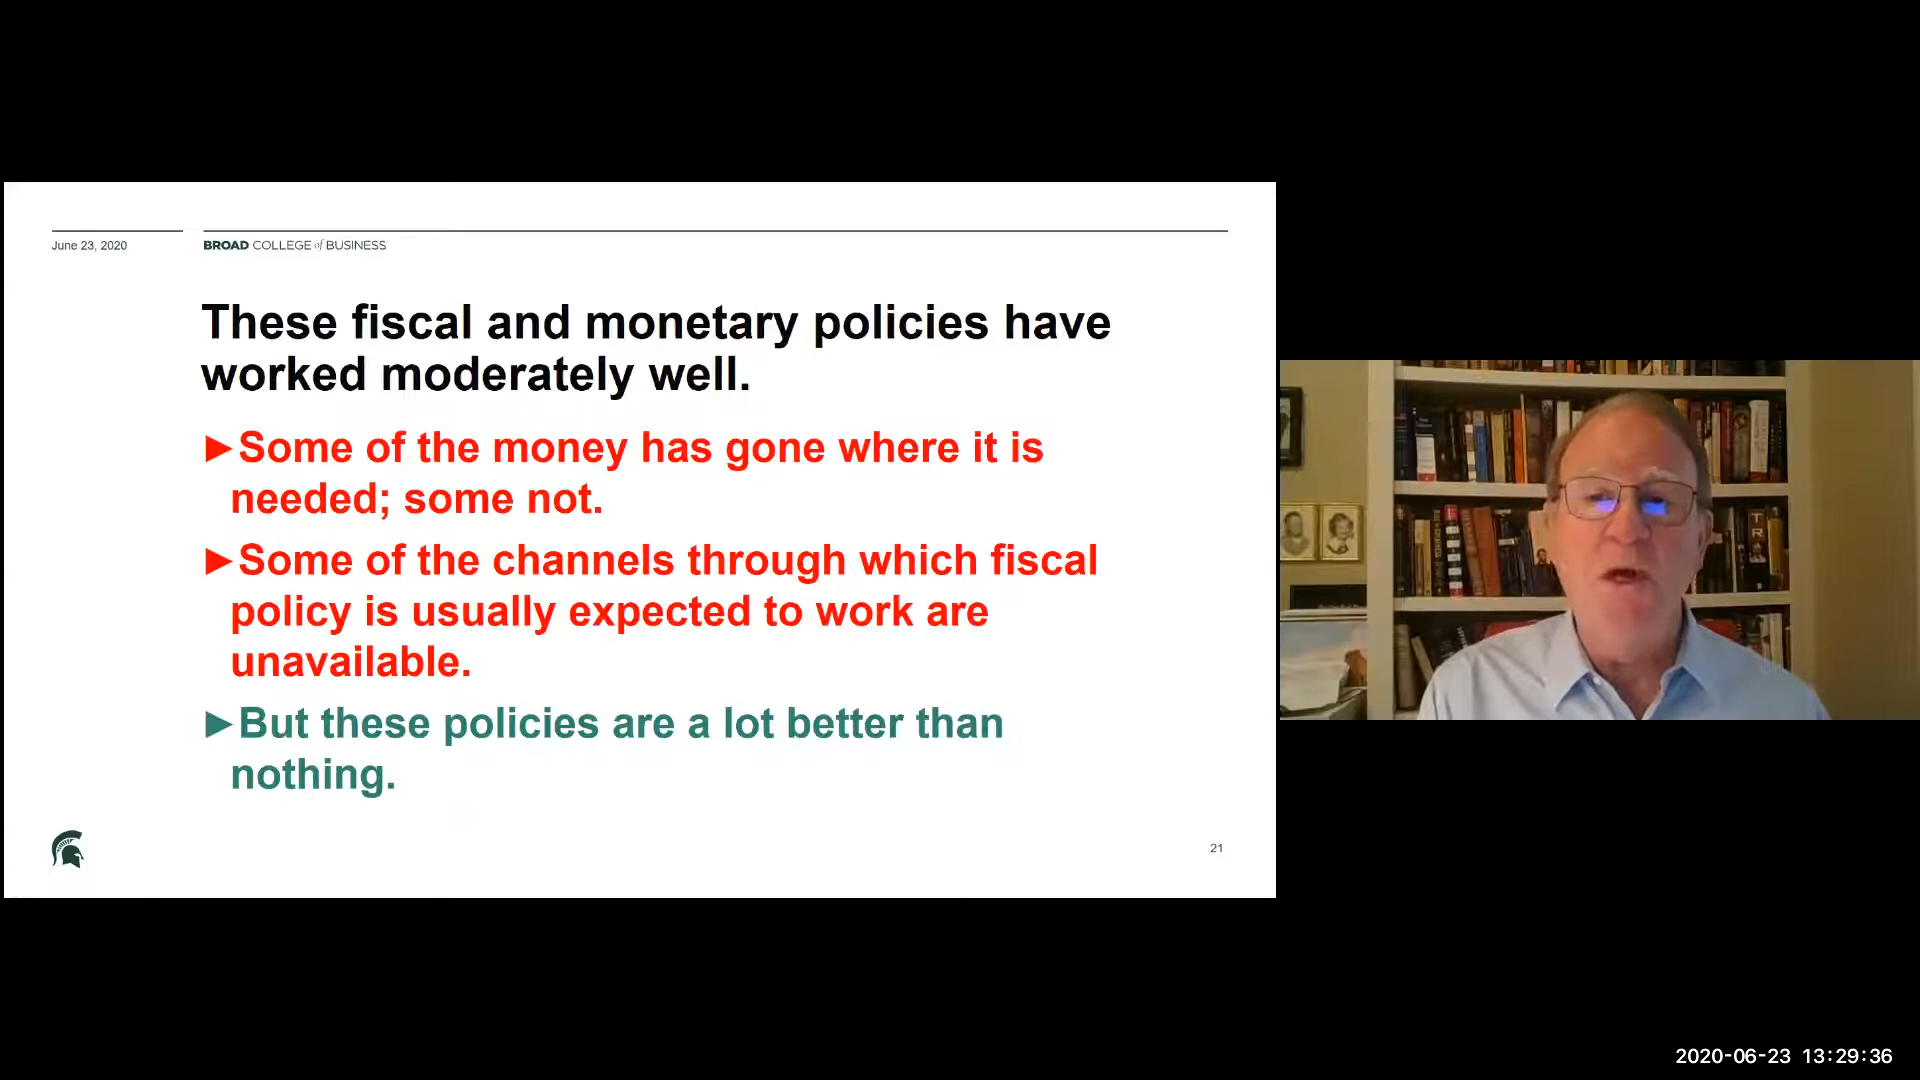 June 23, 2020
BROAD COLLEGE of BUSINESS
These fiscal and monetary policies have
worked moderately well.
►Some of the money has gone where it is
needed; some not.
►Some of the channels through which fiscal
policy is usually expected to work are
unavailable.
►But these policies are a lot better than
nothing.
21
2020-06-23 13:29:36